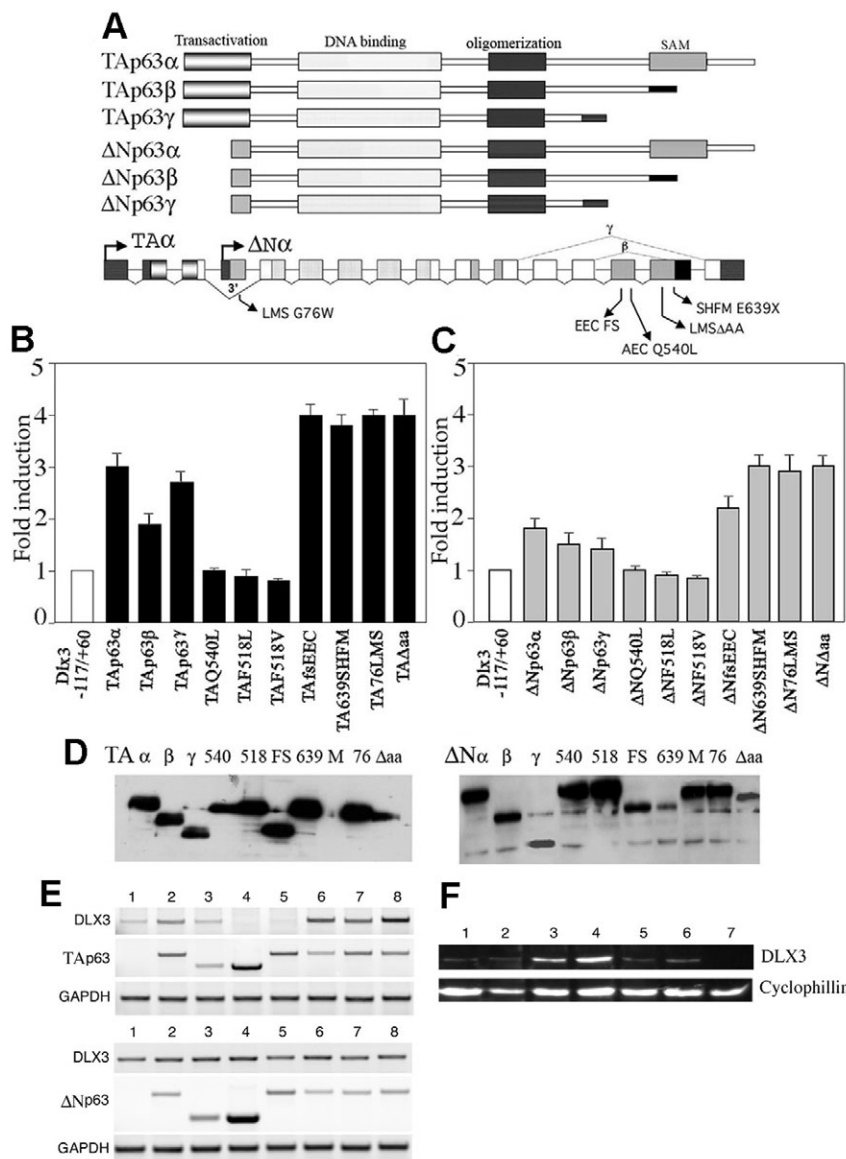 A
Transactivation DNA binding oligomerization SAM
TAp63α
TAp63β
TAp63γ
ΔNp63α
ΔNp63β
ΔNp63γ
TAα ΔNα γ
β
3'
LMS G76W
SHFM E639X
EEC FS
LMSΔAA
AEC Q540L
B
Fold induction
5
4
3
2
1
0
Dlx3 -117/+60
TAp63α
TAp63β
TAp63γ
TAQ540L
TAF518L
TAF518V
TAfsEEC
TA639SHFM
TA76LMS
TAΔaa
C
Fold induction
5
4
3
2
1
0
Dlx3 -117/+60
ΔNp63α
ΔNp63β
ΔNp63γ
ΔNQ540L
ΔNF518L
ΔNF518V
ΔNfsEEC
ΔN639SHFM
ΔN76LMS
ΔNΔaa
D
TA α β γ 540 518 FS 639 M 76 Δaa
ΔNα β γ 540 518 FS 639 M 76 Δaa
E
1 2 3 4 5 6 7 8
DLX3
TAp63
GAPDH
1 2 3 4 5 6 7 8
DLX3
ΔNp63
GAPDH
F
1 2 3 4 5 6 7
DLX3
Cyclophillin